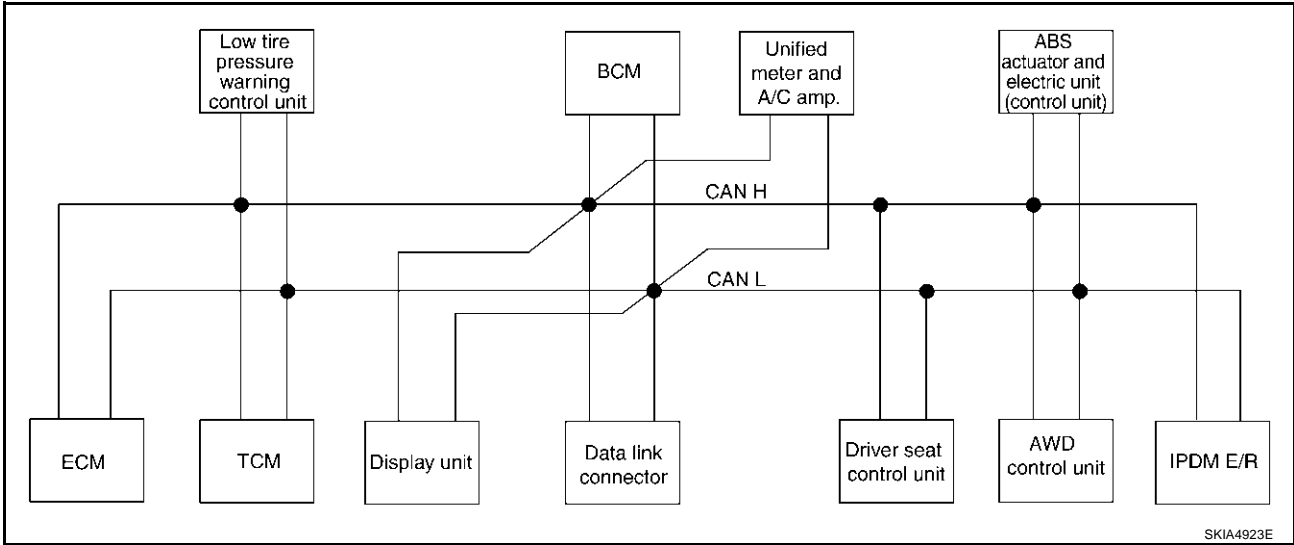 Low tire
pressure
warning
control unit
BCM
Unified
meter and
A/C amp.
ABS
actuator and
electric unit
(control unit)
CAN H
CAN L
ECM
TCM
Display unit
Data link
connector
Driver seat
control unit
AWD
control unit
IPDM E/R
SKIA4923E